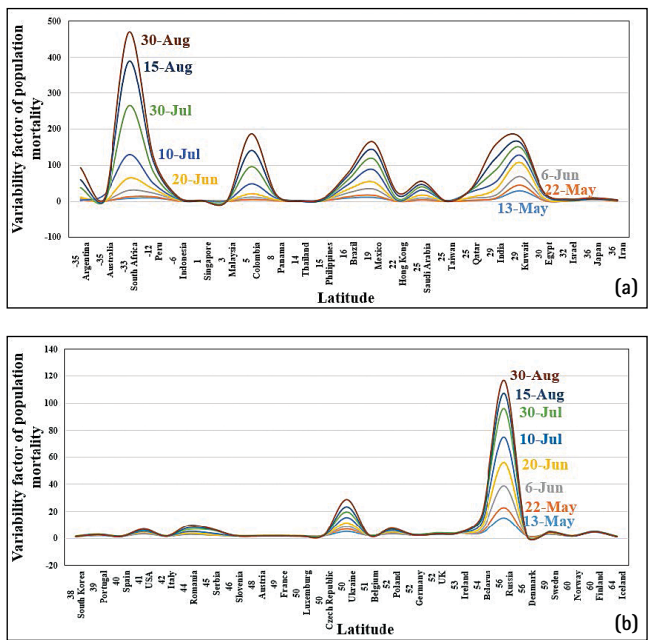 500
400
300
200
100
0
-100
Variability factor of population
mortality
30-Aug
15-Aug
30-Jul
10-Jul
20-Jun
6-Jun
22-May
13-May
-35 Argentina
-35 Australia
-33 South Africa
-12 Peru
-6 Indonesia
1 Singapore
3 Malaysia
5 Colombia
8 Panama
14 Thailand
15 Philippines
16 Brazil
19 Mexico
22 Hong Kong
25 Saudi Arabia
25 Taiwan
25 Qatar
29 India
29 Kuwait
30 Egypt
32 Israel
36 Japan
36 Iran
Latitude
(a)
140
120
100
80
60
40
20
0
-20
Variability factor of population
mortality
30-Aug
15-Aug
30-Jul
10-Jul
20-Jun
6-Jun
22-May
13-May
38 South Korea
39 Portugal
40 Spain
41 USA
42 Italy
44 Romania
45 Serbia
46 Slovenia
48 Austria
49 France
50 Luxemburg
50 Czech Republic
50 Ukraine
51 Belgium
52 Poland
52 Germany
52 UK
53 Ireland
54 Belarus
56 Russia
56 Denmark
59 Sweden
60 Norway
60 Finland
64 Iceland
Latitude
(b)